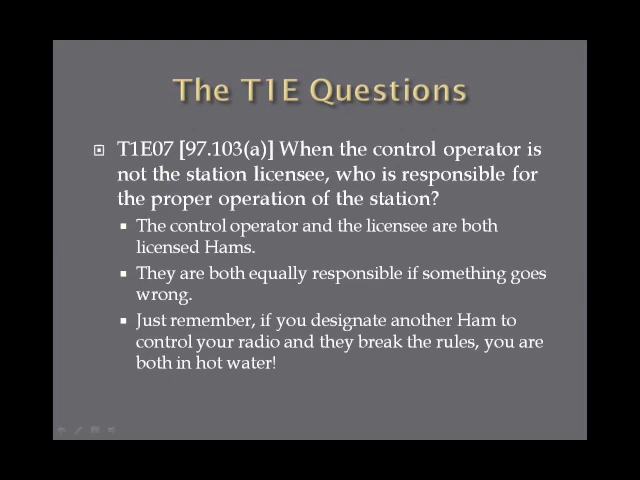 The T1E Questions
T1E07 [97.103(a)] When the control operator is
not the station licensee, who is responsible for
the proper operation of the station?
The control operator and the licensee are both
licensed Hams.
They are both equally responsible if something goes
wrong.
Just remember, if you designate another Ham to
control your radio and they break the rules, you are
both in hot water!